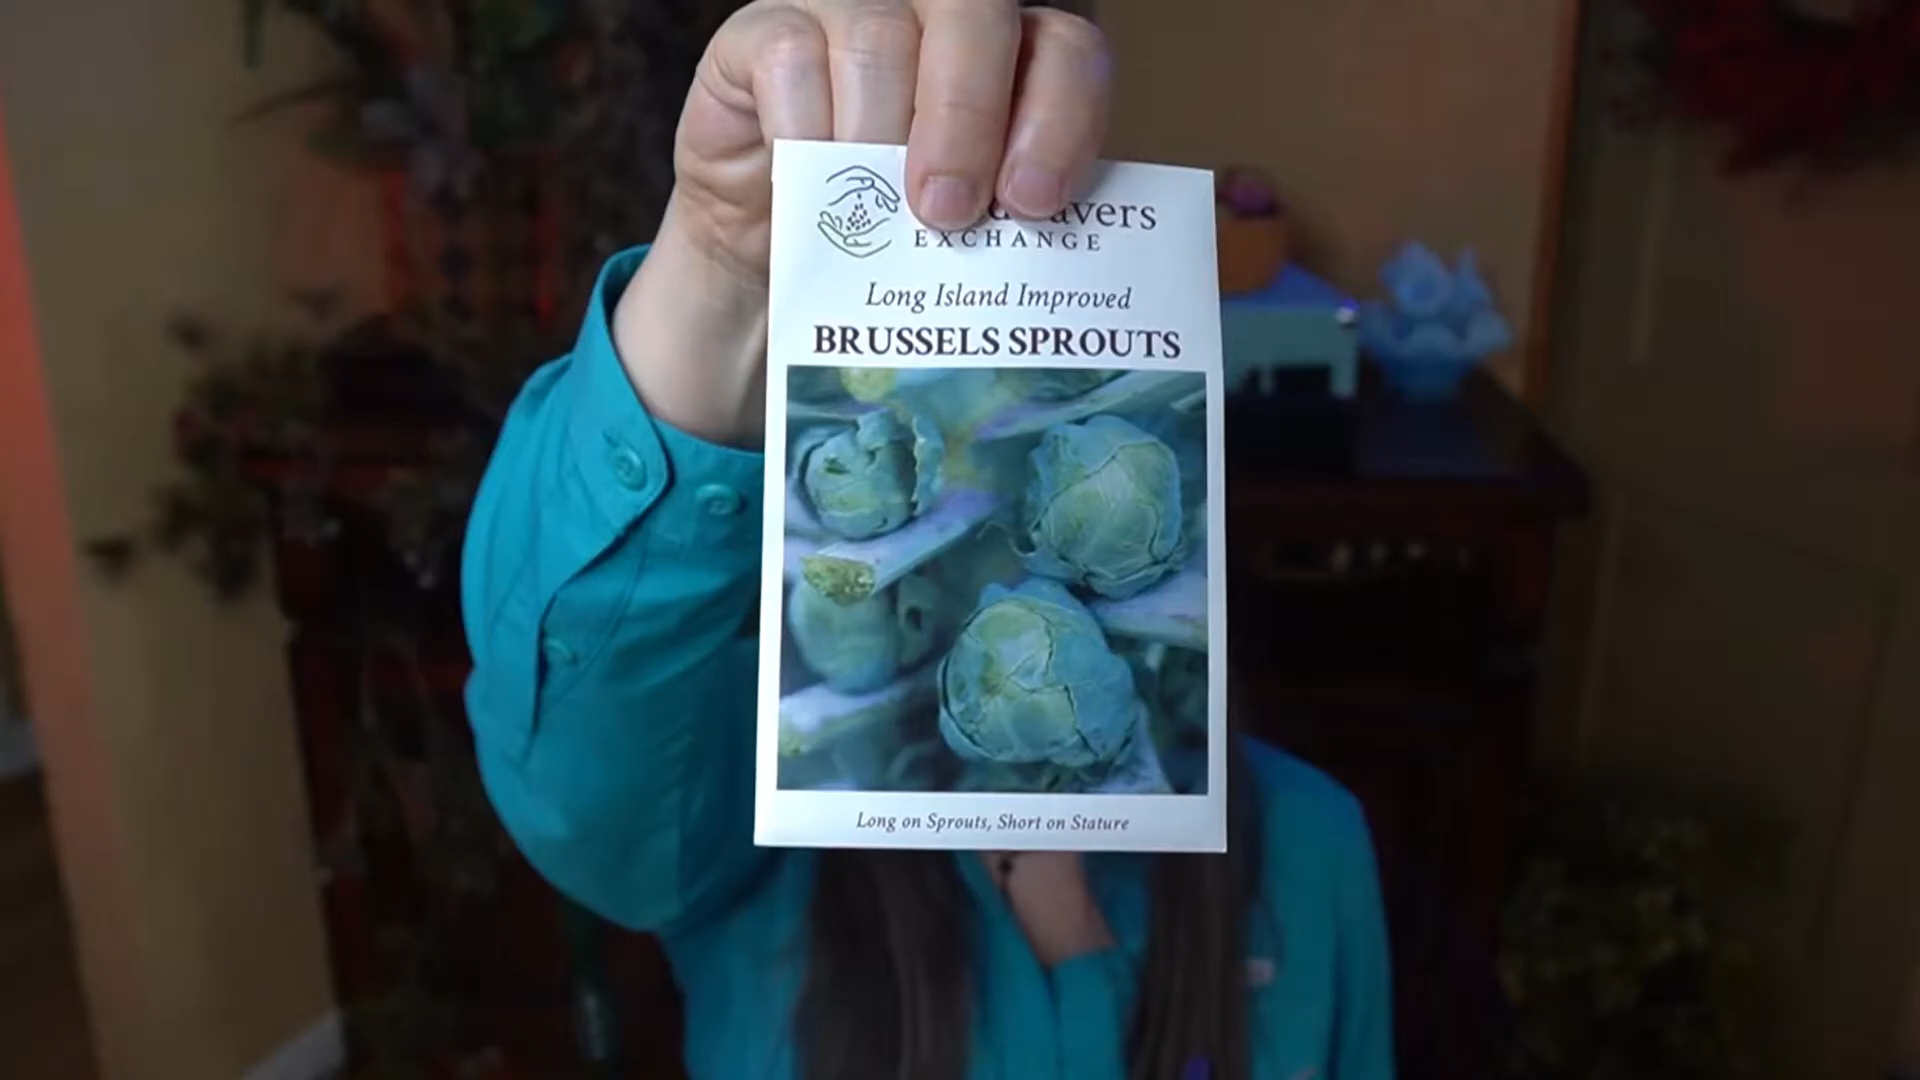 EXCHANGE
Long Island Improved
BRUSSELS SPROUTS
Long on Sprouts, Short on Stature